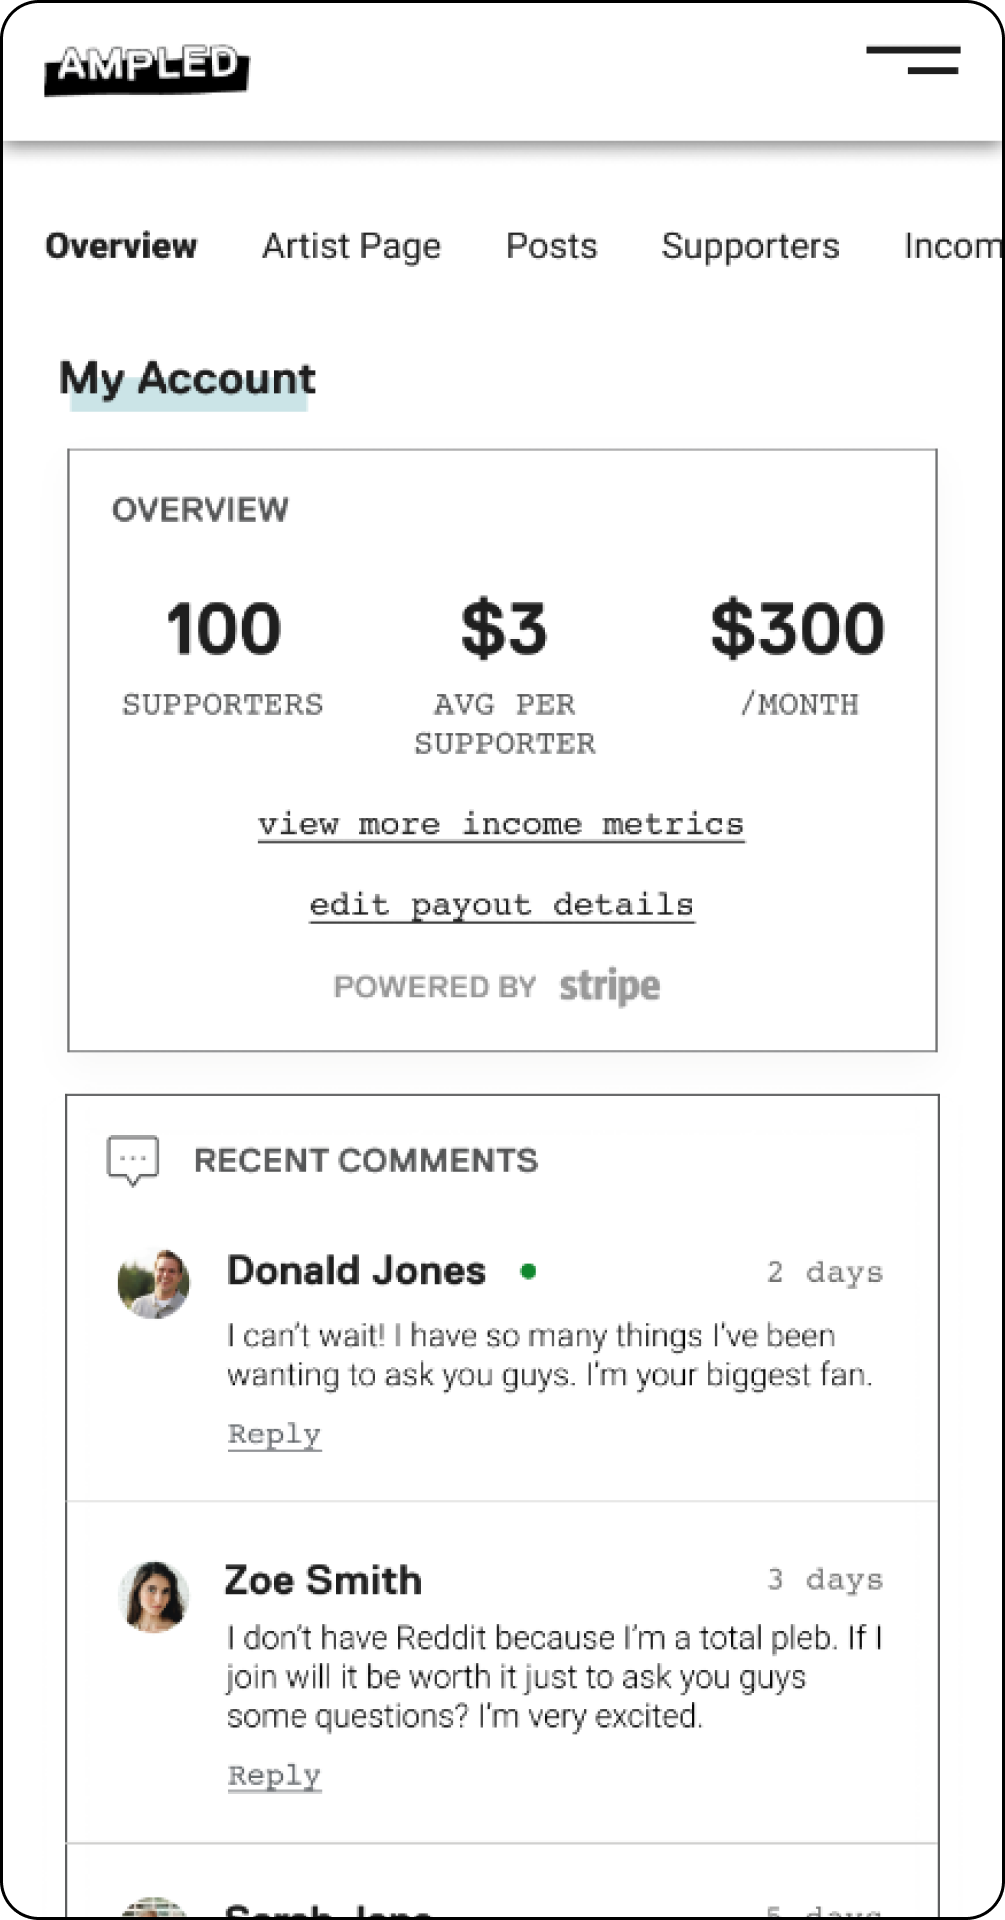 AMPLED
Overview Artist Page Posts Supporters Incom
My Account
OVERVIEW
100 $3 $300
SUPPORTERS AVG PER /MONTH
SUPPORTER
view more income metrics
edit payout details
POWERED BY stripe
RECENT COMMENTS
Donald Jones 2 days
I can't wait! I have so many things I've been
wanting to ask you guys. I'm your biggest fan.
Reply
Zoe Smith 3 days
I don't have Reddit because I'm a total pleb. If I
join will it be worth it just to ask you guys
some questions? I'm very excited.
Reply
5 days